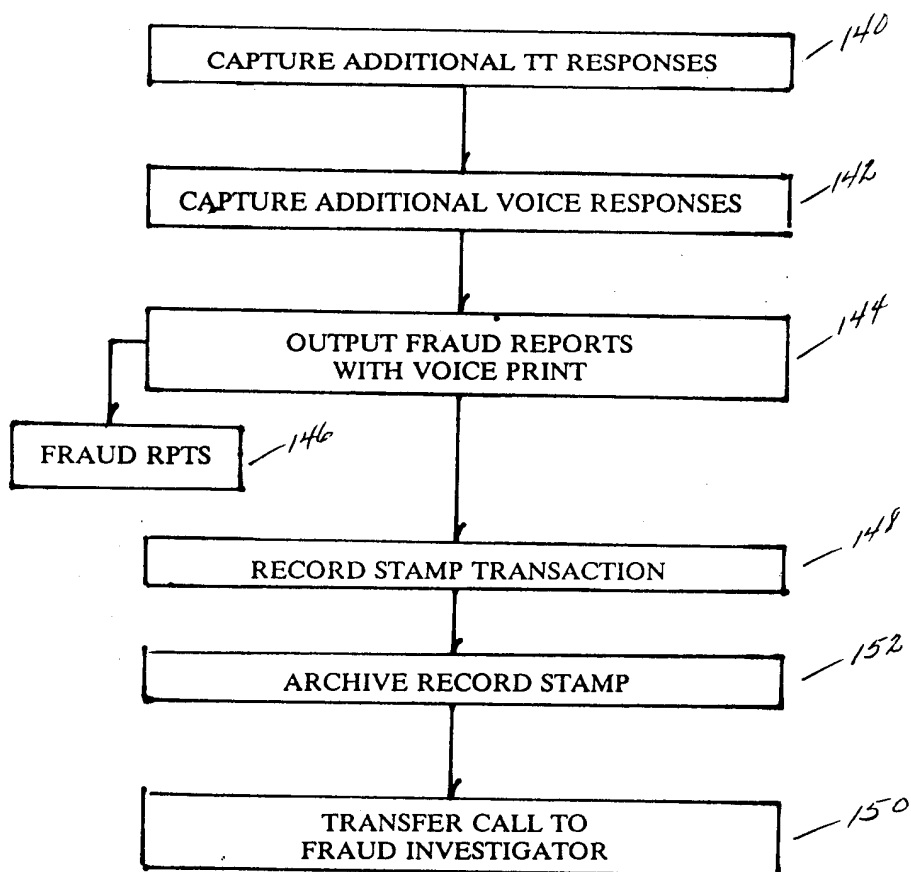 CAPTURE ADDITIONAL TT RESPONSES
140
CAPTURE ADDITIONAL VOICE RESPONSES
142
OUTPUT FRAUD REPORTS
WITH VOICE PRINT
144
FRAUD RPTS
146
RECORD STAMP TRANSACTION
148
ARCHIVE RECORD STAMP
152
TRANSFER CALL TO
FRAUD INVESTIGATOR
150